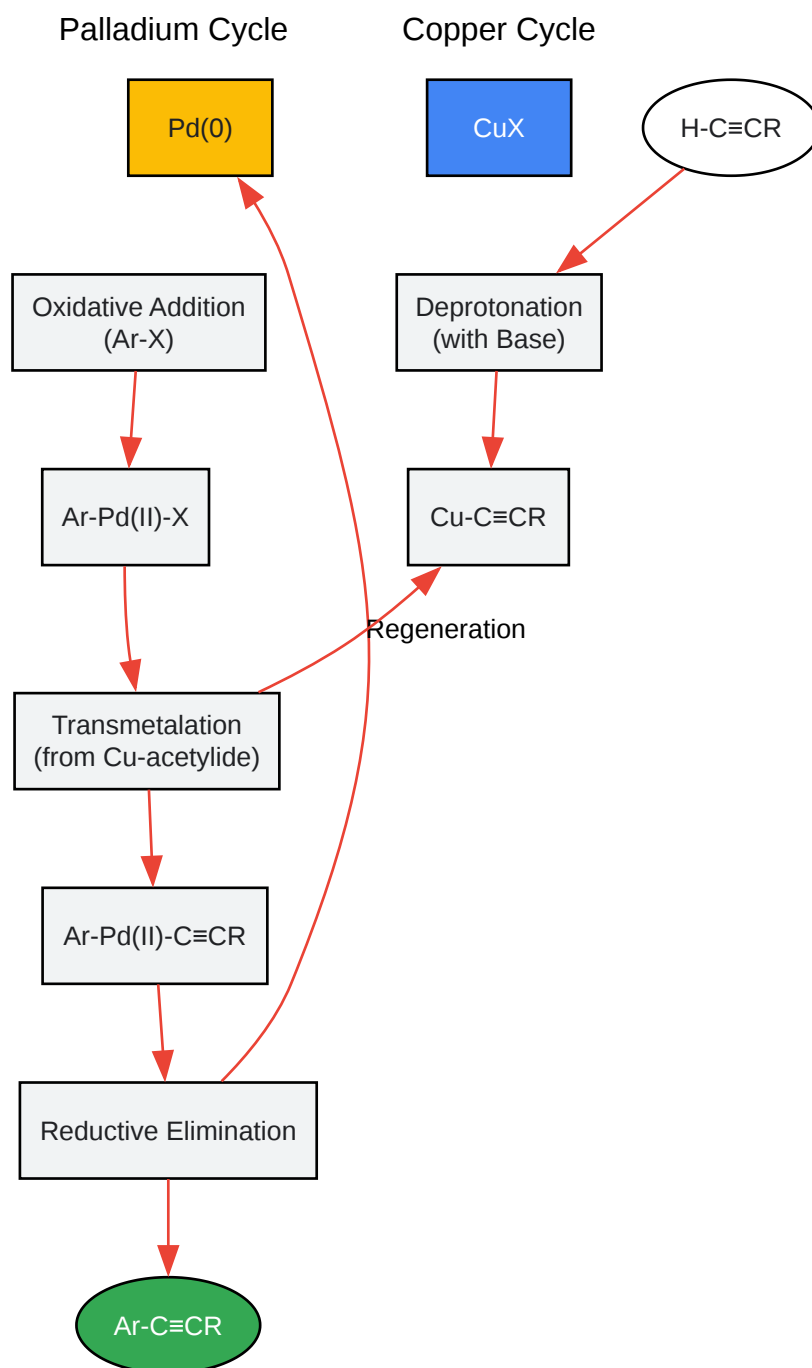 Palladium Cycle
Copper Cycle
Pd(0)
CuX
H-C≡CR
Oxidative Addition
(Ar-X)
Deprotonation
(with Base)
Ar-Pd(II)-X
Cu-C≡CR
Regeneration
Transmetalation
(from Cu-acetylide)
Ar-Pd(II)-C≡CR
Reductive Elimination
Ar-C≡CR